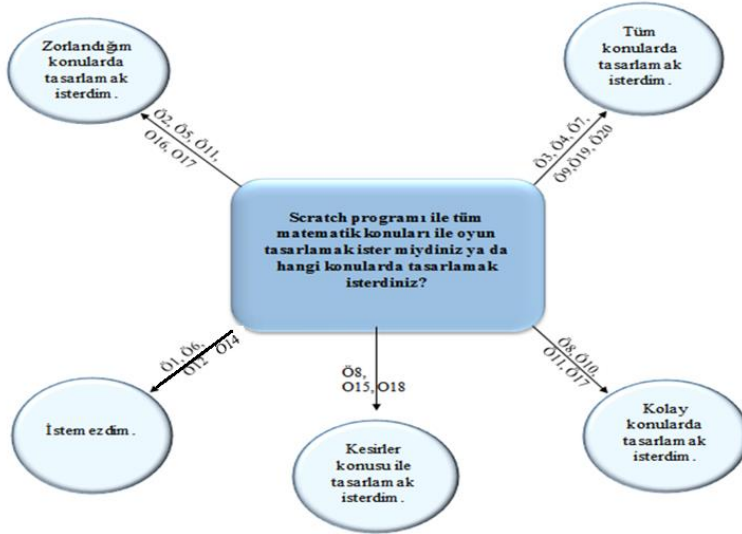 Zorlandığım
konularda
tasarlamak
isterdim.
Tüm
konularda
tasarlamak
isterdim.
Ö2, Ö5, Ö11,
Ö16, Ö17
Ö3, Ö4, Ö7,
Ö9,Ö19, Ö20
Scratch programı ile tüm
matematik konuları ile oyun
tasarlamak ister miydiniz ya da
hangi konularda tasarlamak
isterdiniz?
Ö1, Ö6,
Ö12 Ö14
Ö8,
Ö15, Ö18
Ö8, Ö10,
Ö11, Ö17
İstemezdim.
Kesirler
konusu ile
tasarlamak
isterdim.
Kolay
konularda
tasarlamak
isterdim.